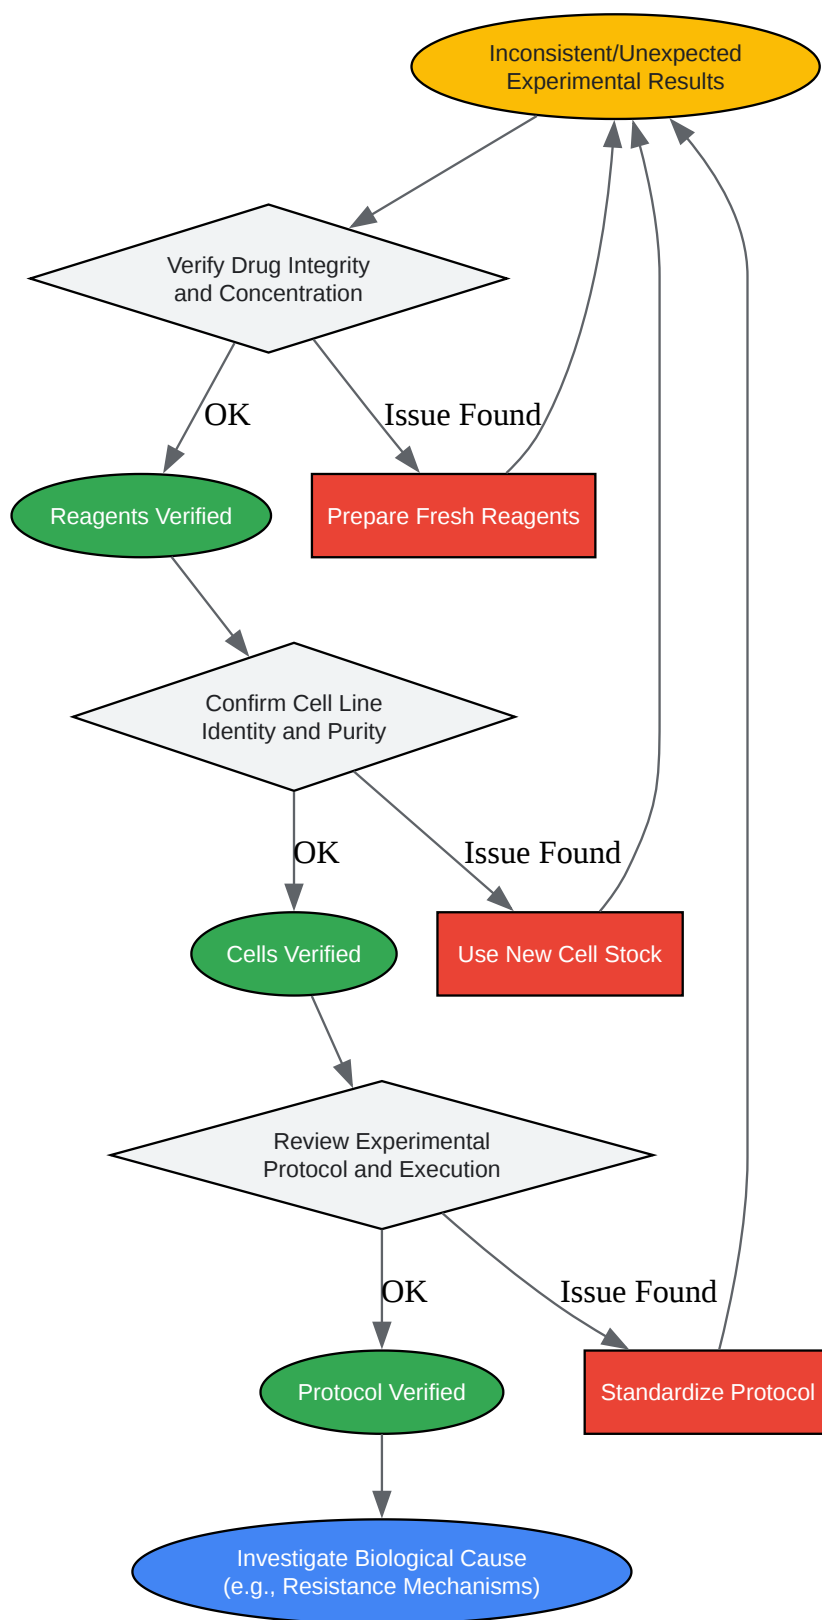 Inconsistent/Unexpected
Experimental Results
Verify Drug Integrity
and Concentration
OK
Issue Found
Reagents Verified
Prepare Fresh Reagents
Confirm Cell Line
Identity and Purity
OK
Issue Found
Cells Verified
Use New Cell Stock
Review Experimental
Protocol and Execution
OK
Issue Found
Protocol Verified
Standardize Protocol
Investigate Biological Cause
(e.g., Resistance Mechanisms)